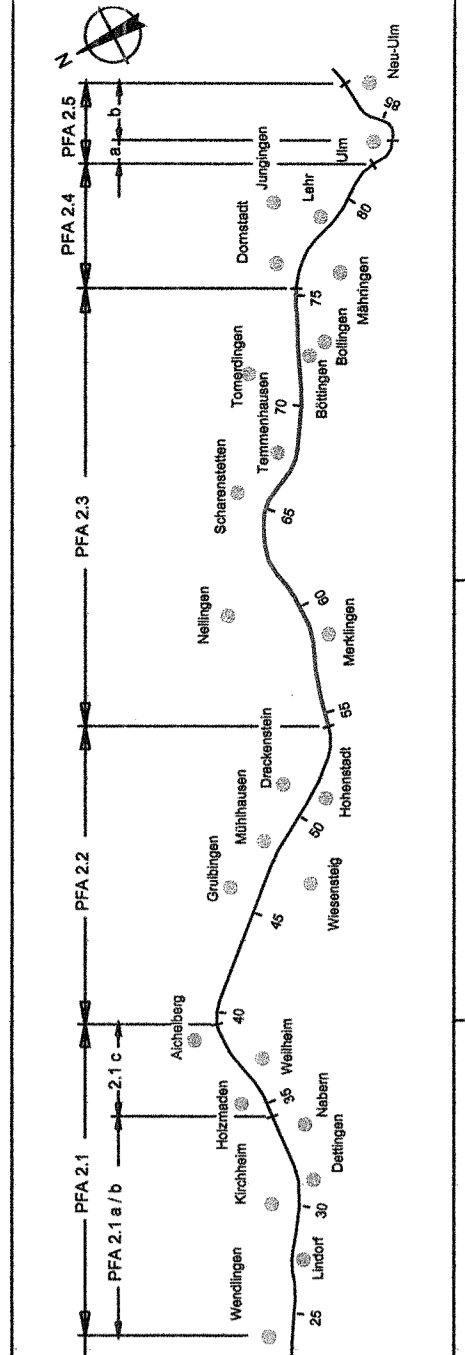 N
PFA 2.1
PFA 2.2
PFA 2.3
PFA 2.4
PFA 2.5
PFA 2.1 a / b
2.1 c
a
b
Wendlingen
Kirchheim
Holzmaden
Aichelberg
Gruibingen
Mühlhausen
Drackenstein
Nellingen
Scharenstetten
Temmenhausen
Tomerdingen
Dornstadt
Jungingen
Lehr
Ulm
Neu-Ulm
Lindorf
Dettingen
Nabern
Weilheim
Wiesensteig
Hohenstadt
Merklingen
Böttingen
Bollingen
Mähringen
25
30
35
40
45
50
55
60
65
70
75
80
85